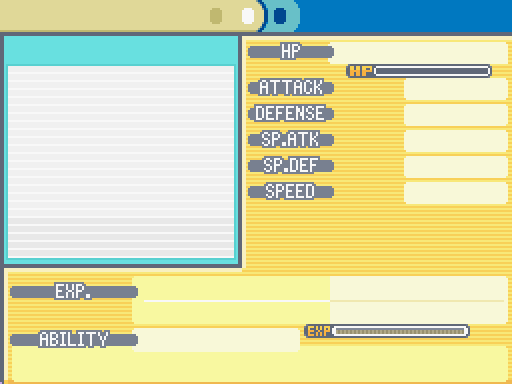 HP
HP
ATTACK
DEFENSE
SP.ATK
SP.DEF
SPEED
EXP.
EXP
ABILITY